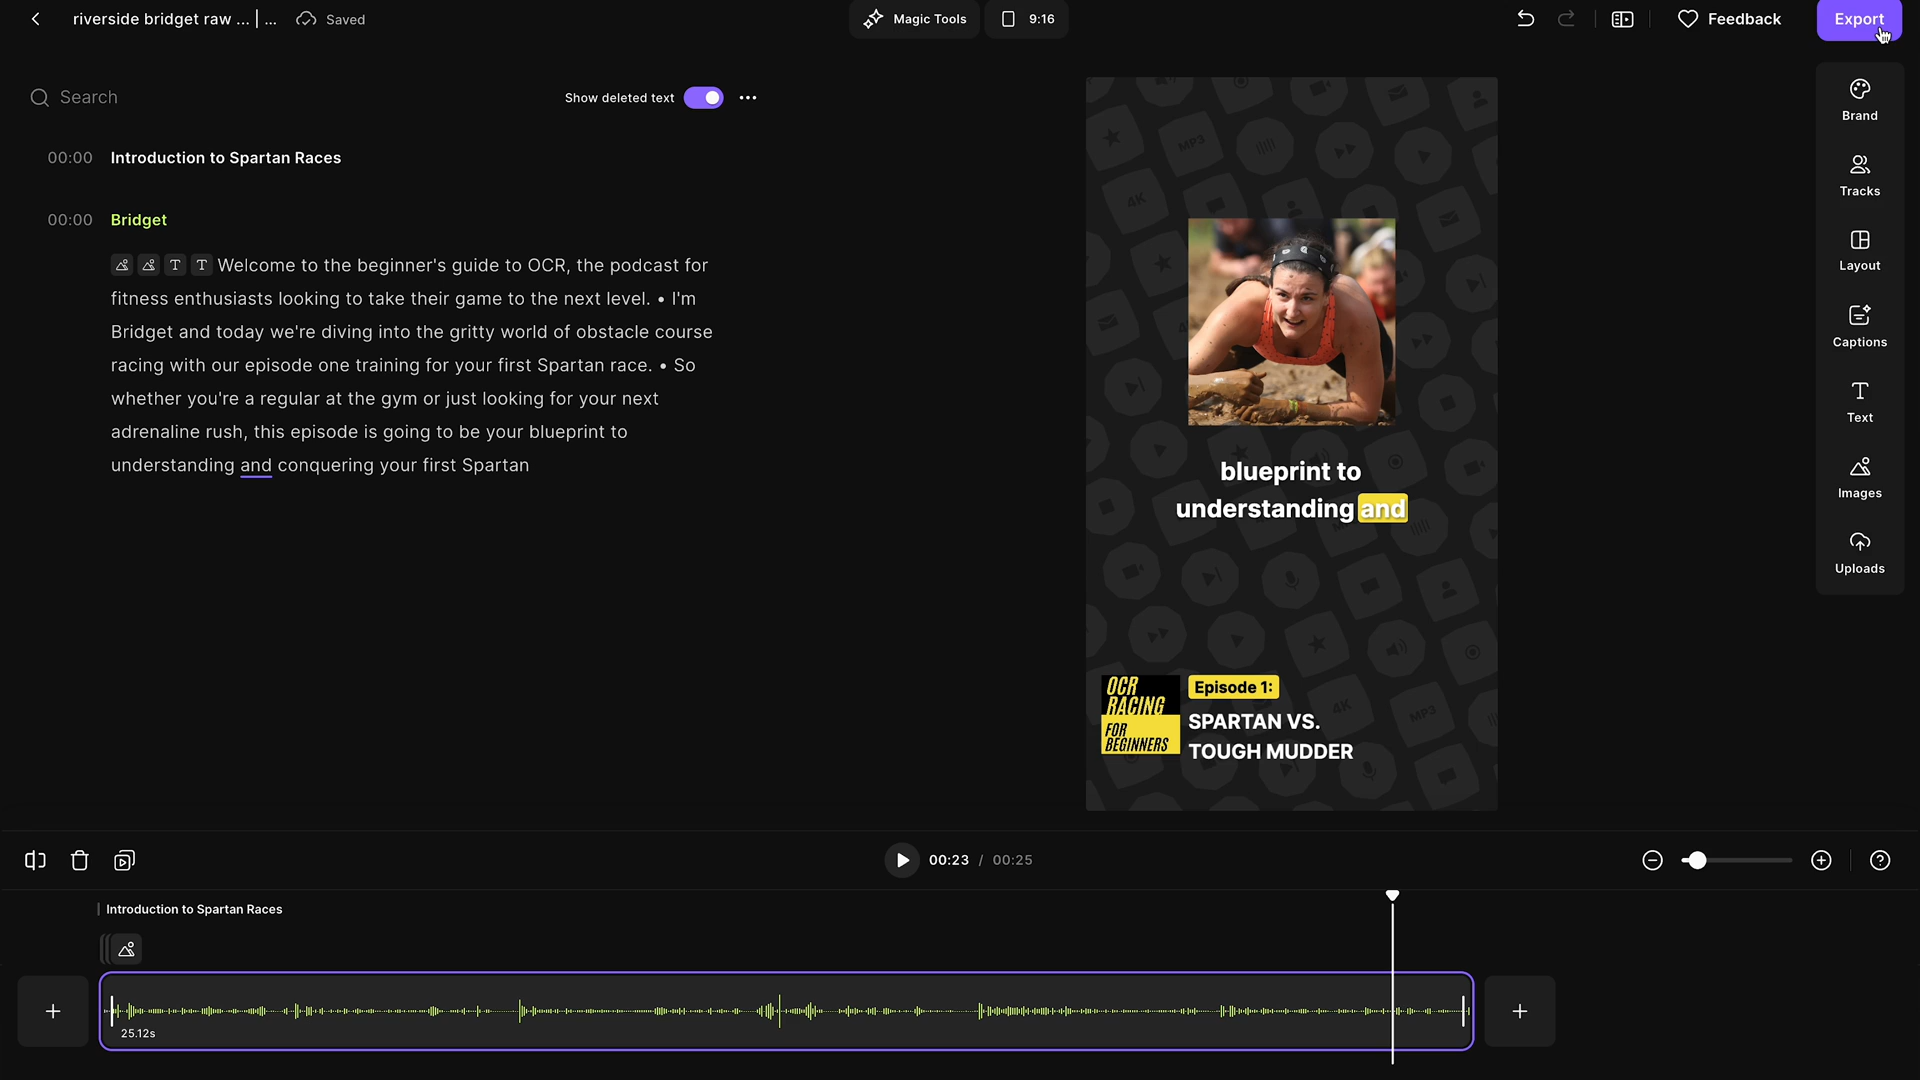 riverside bridget raw ... | ...
Saved
Magic Tools
9:16
Feedback
Export
Search
Show deleted text
00:00 Introduction to Spartan Races
00:00 Bridget
T T Welcome to the beginner's guide to OCR, the podcast for
fitness enthusiasts looking to take their game to the next level. • I'm
Bridget and today we're diving into the gritty world of obstacle course
racing with our episode one training for your first Spartan race. • So
whether you're a regular at the gym or just looking for your next
adrenaline rush, this episode is going to be your blueprint to
understanding and conquering your first Spartan
MP3
4K
blueprint to
understanding and
4K
MP3
OCR
RACING
FOR
BEGINNERS
Episode 1:
SPARTAN VS.
TOUGH MUDDER
Brand
Tracks
Layout
Captions
Text
Images
Uploads
00:23 / 00:25
Introduction to Spartan Races
25.12s